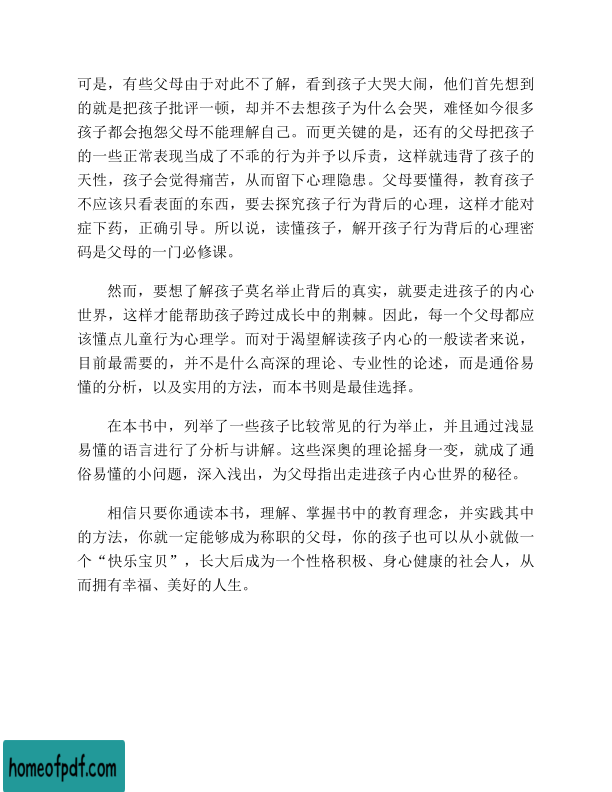 可是，有些父母由于对此不了解，看到孩子大哭大闹，他们首先想到
的就是把孩子批评一顿，却并不去想孩子为什么会哭，难怪如今很多
孩子都会抱怨父母不能理解自己。而更关键的是，还有的父母把孩子
的一些正常表现当成了不乖的行为并予以斥责，这样就违背了孩子的
天性，孩子会觉得痛苦，从而留下心理隐患。父母要懂得，教育孩子
不应该只看表面的东西，要去探究孩子行为背后的心理，这样才能对
症下药，正确引导。所以说，读懂孩子，解开孩子行为背后的心理密
码是父母的一门必修课。
然而，要想了解孩子莫名举止背后的真实，就要走进孩子的内心
世界，这样才能帮助孩子跨过成长中的荆棘。因此，每一个父母都应
该懂点儿童行为心理学。而对于渴望解读孩子内心的一般读者来说，
目前最需要的，并不是什么高深的理论、专业性的论述，而是通俗易
懂的分析，以及实用的方法，而本书则是最佳选择。
在本书中，列举了一些孩子比较常见的行为举止，并且通过浅显
易懂的语言进行了分析与讲解。这些深奥的理论摇身一变，就成了通
俗易懂的小问题，深入浅出，为父母指出走进孩子内心世界的秘径。
相信只要你通读本书，理解、掌握书中的教育理念，并实践其中
的方法，你就一定能够成为称职的父母，你的孩子也可以从小就做一
个“快乐宝贝”，长大后成为一个性格积极、身心健康的社会人，从
而拥有幸福、美好的人生。
homeofpdf.com